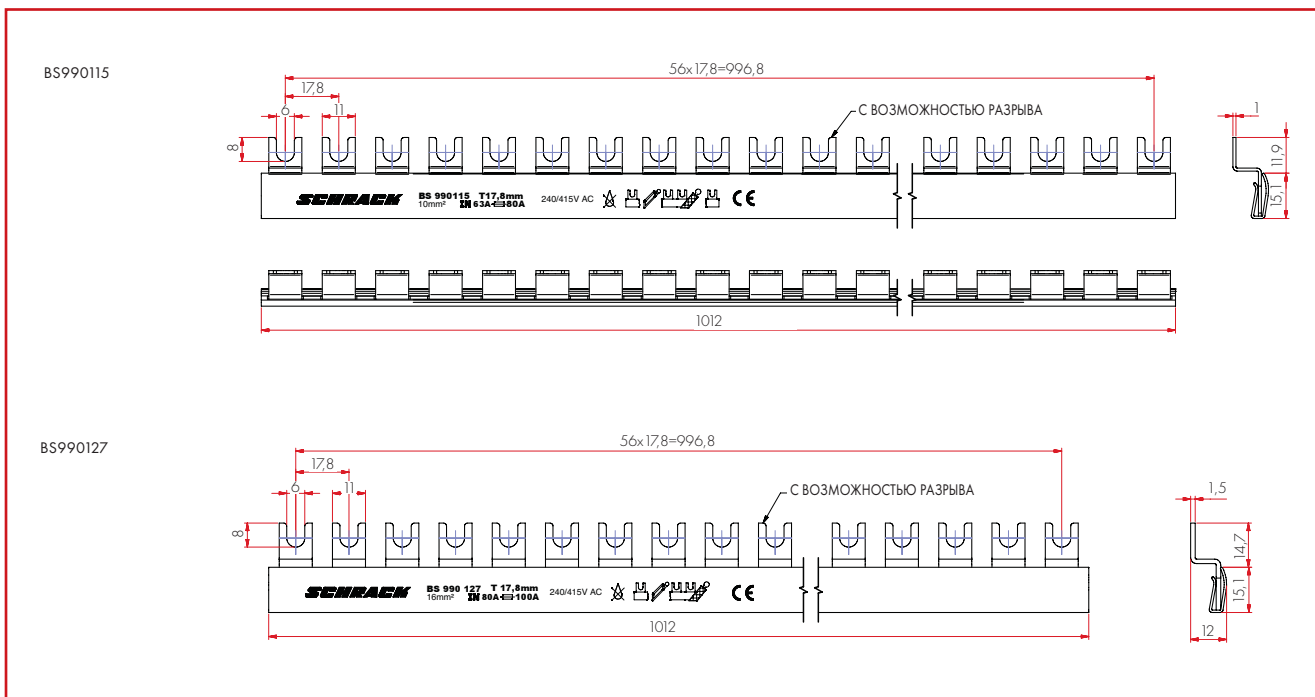 BS990115
56x17,8=996,8
17,8
6
11
8
С ВОЗМОЖНОСТЬЮ РАЗРЫВА
1
11,9
15,1
SCHRACK
BS 990115 T17,8mm
10mm² IN 63A 80A
240/415V AC
CE
1012
BS990127
56x17,8=996,8
17,8
6
11
8
С ВОЗМОЖНОСТЬЮ РАЗРЫВА
1,5
14,7
15,1
12
SCHRACK
BS 990 127 T 17,8mm
16mm² IN 80A 100A
240/415V AC
CE
1012